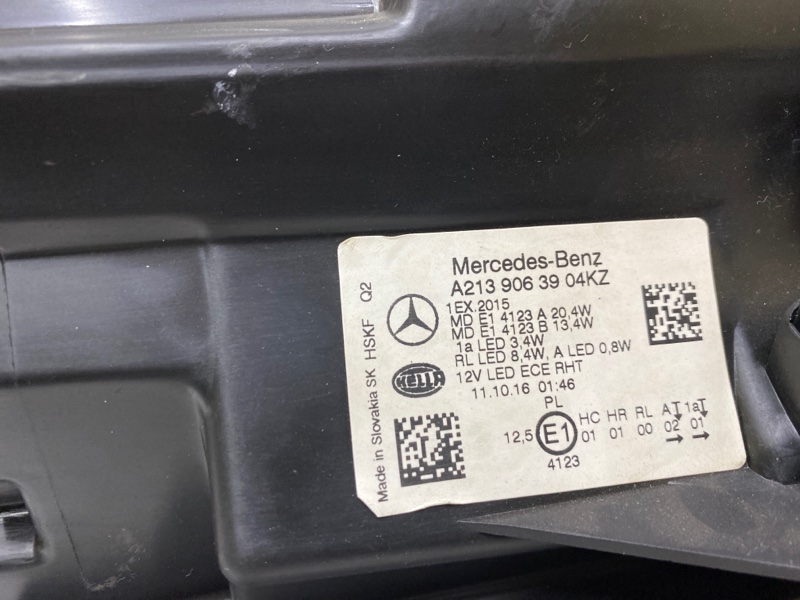 Mercedes-Benz
A213 906 39 04KZ
1EX.2015
MD E1 4123 A 20,4W
MD E1 4123 B 13,4W
1a LED 3,4W
RL LED 8,4W, A LED 0,8W
12V LED ECE RHT
11.10.16 01:46
HELLA
PL
12,5 E1 HC HR RL AT 1aT
01 01 00 02 01
4123
Made in Slovakia SK HSKF Q2